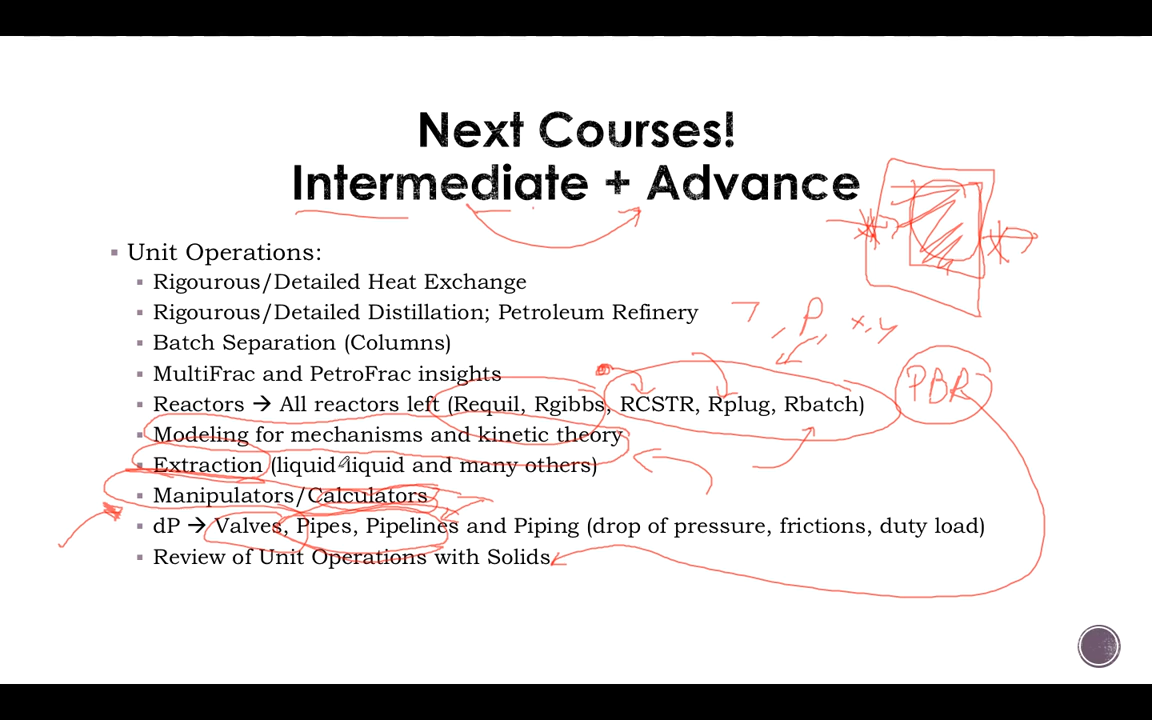 Next Courses!
Intermediate + Advance
Unit Operations:
Rigourous/Detailed Heat Exchange
Rigourous/Detailed Distillation; Petroleum Refinery
T, P, x,y
Batch Separation (Columns)
MultiFrac and PetroFrac insights
PBR
Reactors → All reactors left (Requil, Rgibbs, RCSTR, Rplug, Rbatch)
Modeling for mechanisms and kinetic theory
Extraction (liquid-liquid and many others)
Manipulators/Calculators
dP → Valves, Pipes, Pipelines and Piping (drop of pressure, frictions, duty load)
Review of Unit Operations with Solids